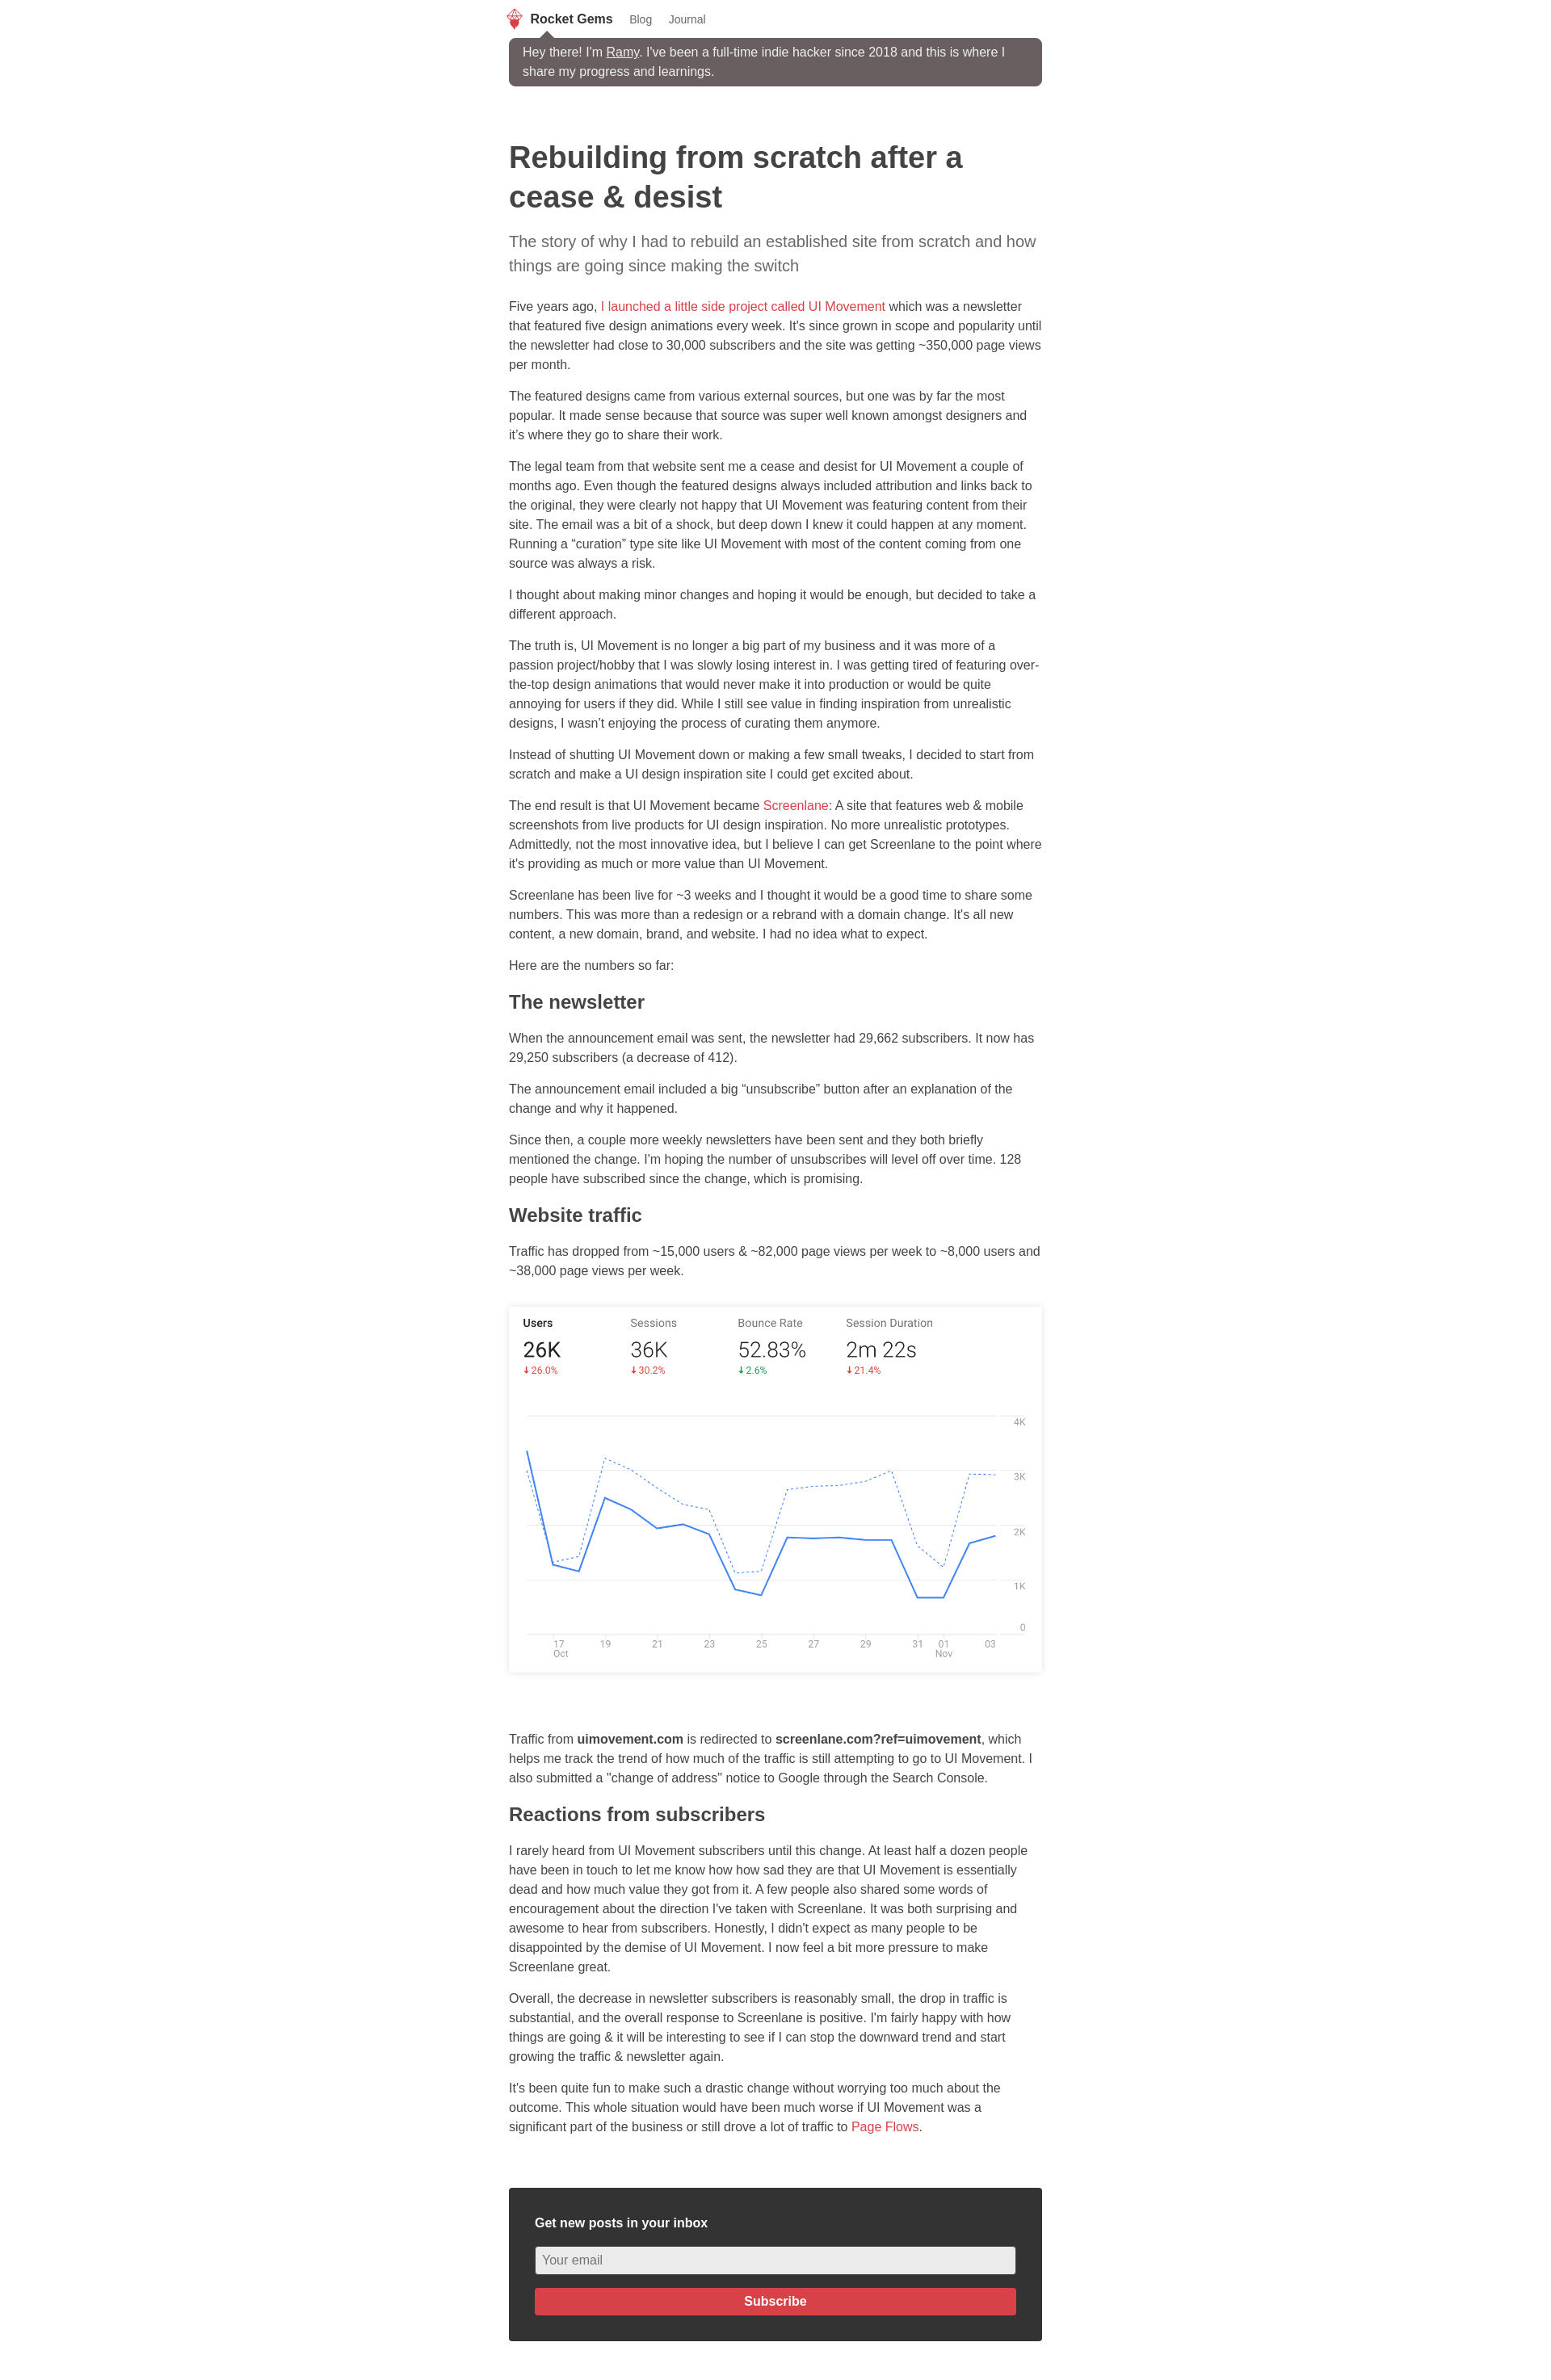 Rocket Gems Blog Journal
Hey there! I'm Ramy. I've been a full-time indie hacker since 2018 and this is where I
share my progress and learnings.
Rebuilding from scratch after a
cease & desist
The story of why I had to rebuild an established site from scratch and how
things are going since making the switch
Five years ago, I launched a little side project called UI Movement which was a newsletter
that featured five design animations every week. It's since grown in scope and popularity until
the newsletter had close to 30,000 subscribers and the site was getting ~350,000 page views
per month.
The featured designs came from various external sources, but one was by far the most
popular. It made sense because that source was super well known amongst designers and
it’s where they go to share their work.
The legal team from that website sent me a cease and desist for UI Movement a couple of
months ago. Even though the featured designs always included attribution and links back to
the original, they were clearly not happy that UI Movement was featuring content from their
site. The email was a bit of a shock, but deep down I knew it could happen at any moment.
Running a “curation” type site like UI Movement with most of the content coming from one
source was always a risk.
I thought about making minor changes and hoping it would be enough, but decided to take a
different approach.
The truth is, UI Movement is no longer a big part of my business and it was more of a
passion project/hobby that I was slowly losing interest in. I was getting tired of featuring over-
the-top design animations that would never make it into production or would be quite
annoying for users if they did. While I still see value in finding inspiration from unrealistic
designs, I wasn’t enjoying the process of curating them anymore.
Instead of shutting UI Movement down or making a few small tweaks, I decided to start from
scratch and make a UI design inspiration site I could get excited about.
The end result is that UI Movement became Screenlane: A site that features web & mobile
screenshots from live products for UI design inspiration. No more unrealistic prototypes.
Admittedly, not the most innovative idea, but I believe I can get Screenlane to the point where
it's providing as much or more value than UI Movement.
Screenlane has been live for ~3 weeks and I thought it would be a good time to share some
numbers. This was more than a redesign or a rebrand with a domain change. It's all new
content, a new domain, brand, and website. I had no idea what to expect.
Here are the numbers so far:
The newsletter
When the announcement email was sent, the newsletter had 29,662 subscribers. It now has
29,250 subscribers (a decrease of 412).
The announcement email included a big “unsubscribe” button after an explanation of the
change and why it happened.
Since then, a couple more weekly newsletters have been sent and they both briefly
mentioned the change. I'm hoping the number of unsubscribes will level off over time. 128
people have subscribed since the change, which is promising.
Website traffic
Traffic has dropped from ~15,000 users & ~82,000 page views per week to ~8,000 users and
~38,000 page views per week.
Users Sessions Bounce Rate Session Duration
26K 36K 52.83% 2m 22s
↓26.0% ↓30.2% ↓2.6% ↓21.4%
4K
3K
2K
1K
0
17 19 21 23 25 27 29 31 01 03
Oct Nov
Traffic from uimovement.com is redirected to screenlane.com?ref=uimovement, which
helps me track the trend of how much of the traffic is still attempting to go to UI Movement. I
also submitted a "change of address" notice to Google through the Search Console.
Reactions from subscribers
I rarely heard from UI Movement subscribers until this change. At least half a dozen people
have been in touch to let me know how how sad they are that UI Movement is essentially
dead and how much value they got from it. A few people also shared some words of
encouragement about the direction I've taken with Screenlane. It was both surprising and
awesome to hear from subscribers. Honestly, I didn't expect as many people to be
disappointed by the demise of UI Movement. I now feel a bit more pressure to make
Screenlane great.
Overall, the decrease in newsletter subscribers is reasonably small, the drop in traffic is
substantial, and the overall response to Screenlane is positive. I'm fairly happy with how
things are going & it will be interesting to see if I can stop the downward trend and start
growing the traffic & newsletter again.
It's been quite fun to make such a drastic change without worrying too much about the
outcome. This whole situation would have been much worse if UI Movement was a
significant part of the business or still drove a lot of traffic to Page Flows.
Get new posts in your inbox
Your email
Subscribe